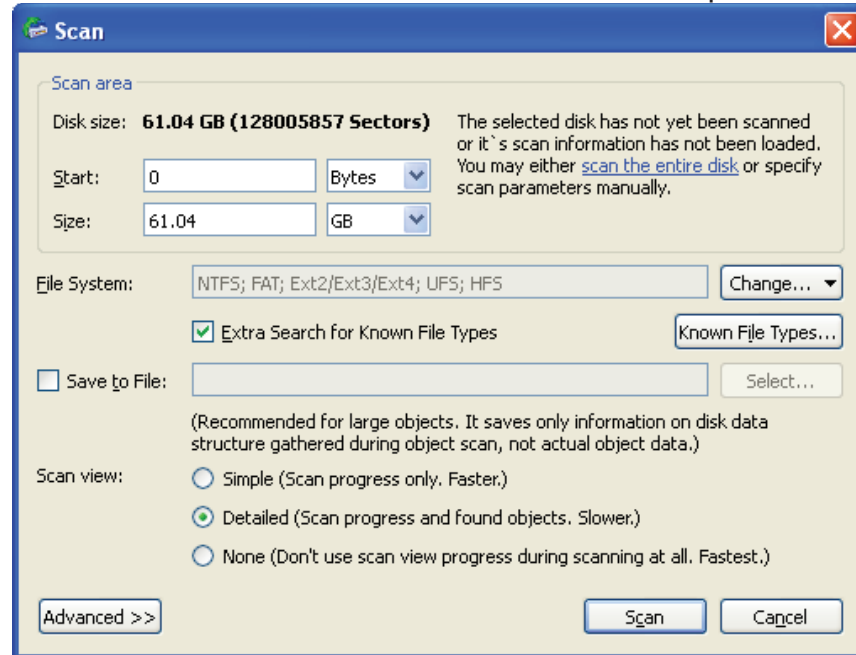 Scan
Scan area
Disk size: 61.04 GB (128005857 Sectors)
The selected disk has not yet been scanned
or it`s scan information has not been loaded.
You may either scan the entire disk or specify
scan parameters manually.
Start: 0 Bytes
Size: 61.04 GB
File System: NTFS; FAT; Ext2/Ext3/Ext4; UFS; HFS Change...
Extra Search for Known File Types Known File Types...
Save to File: Select...
(Recommended for large objects. It saves only information on disk data
structure gathered during object scan, not actual object data.)
Scan view: Simple (Scan progress only. Faster.)
Detailed (Scan progress and found objects. Slower.)
None (Don't use scan view progress during scanning at all. Fastest.)
Advanced >> Scan Cancel